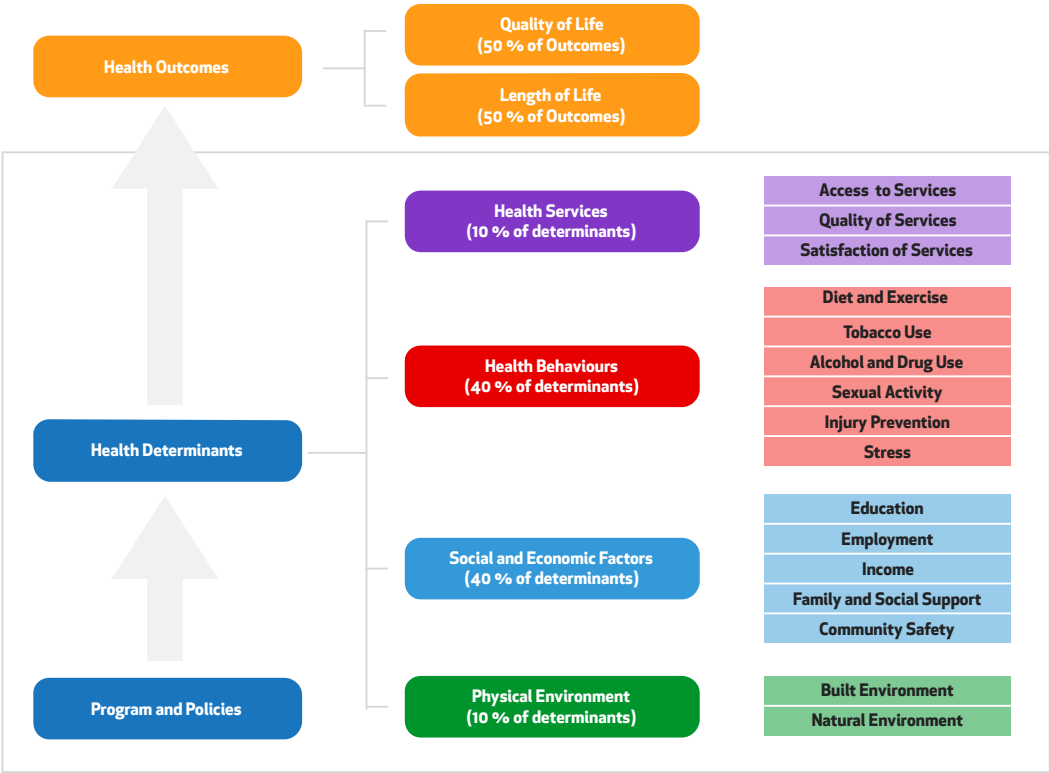 Health Outcomes
Quality of Life
(50 % of Outcomes)
Length of Life
(50 % of Outcomes)
Health Determinants
Program and Policies
Health Services
(10 % of determinants)
Access to Services
Quality of Services
Satisfaction of Services
Health Behaviours
(40 % of determinants)
Diet and Exercise
Tobacco Use
Alcohol and Drug Use
Sexual Activity
Injury Prevention
Stress
Social and Economic Factors
(40 % of determinants)
Education
Employment
Income
Family and Social Support
Community Safety
Physical Environment
(10 % of determinants)
Built Environment
Natural Environment